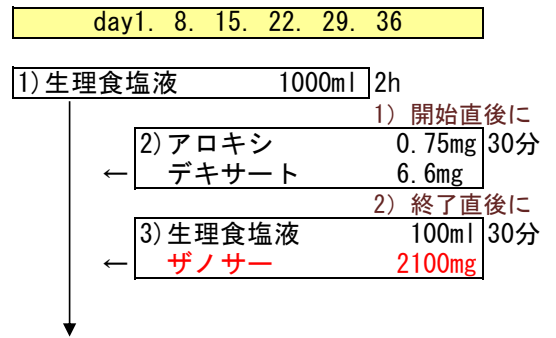 day1. 8. 15. 22. 29. 36
1)生理食塩液 1000ml 2h
1) 開始直後に
2)アロキシ 0.75mg 30分
← デキサート 6.6mg
2) 終了直後に
3)生理食塩液 100ml 30分
← ザノサー 2100mg